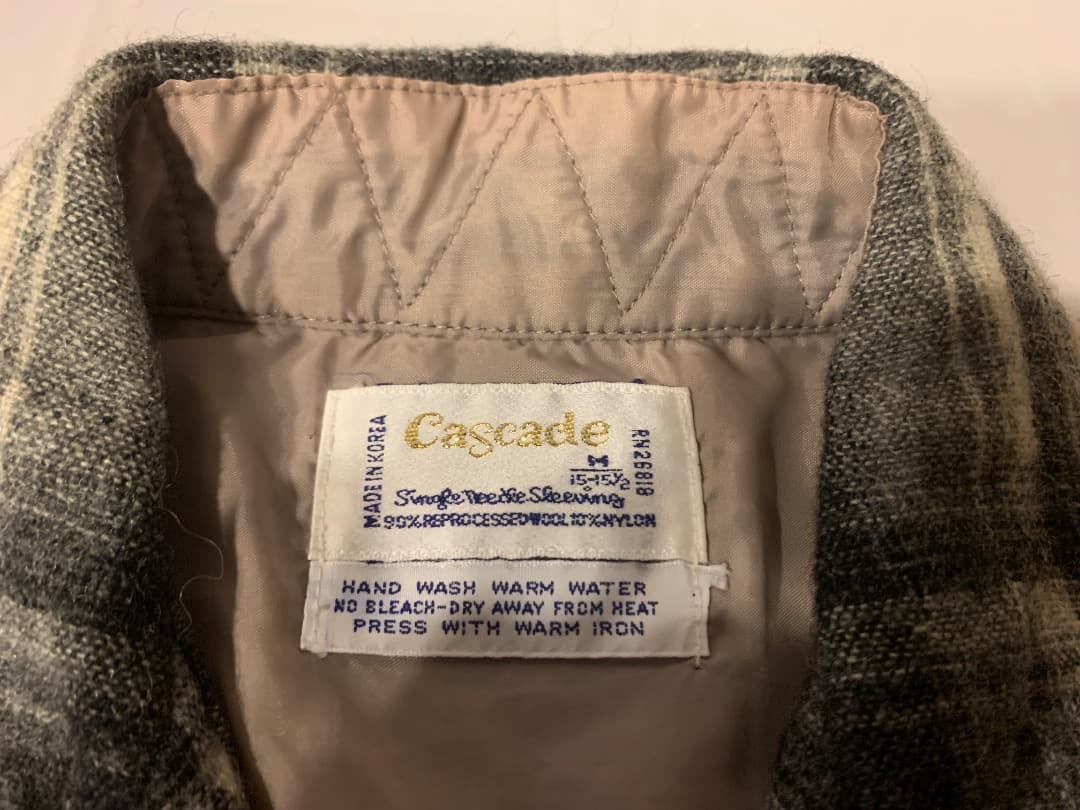 MADE IN KOREA
Cascade
RN26818
M
15-15½
Single Needle Sleeving
90% REPROCESSED WOOL 10% NYLON
HAND WASH WARM WATER
NO BLEACH-DRY AWAY FROM HEAT
PRESS WITH WARM IRON